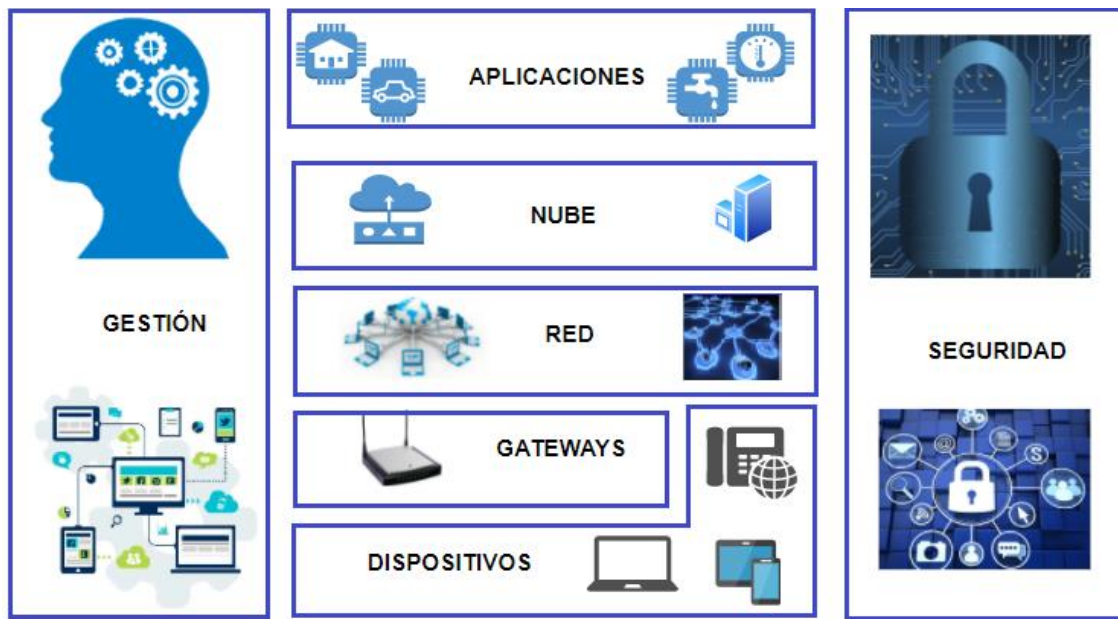 GESTIÓN
APLICACIONES
NUBE
RED
GATEWAYS
DISPOSITIVOS
SEGURIDAD